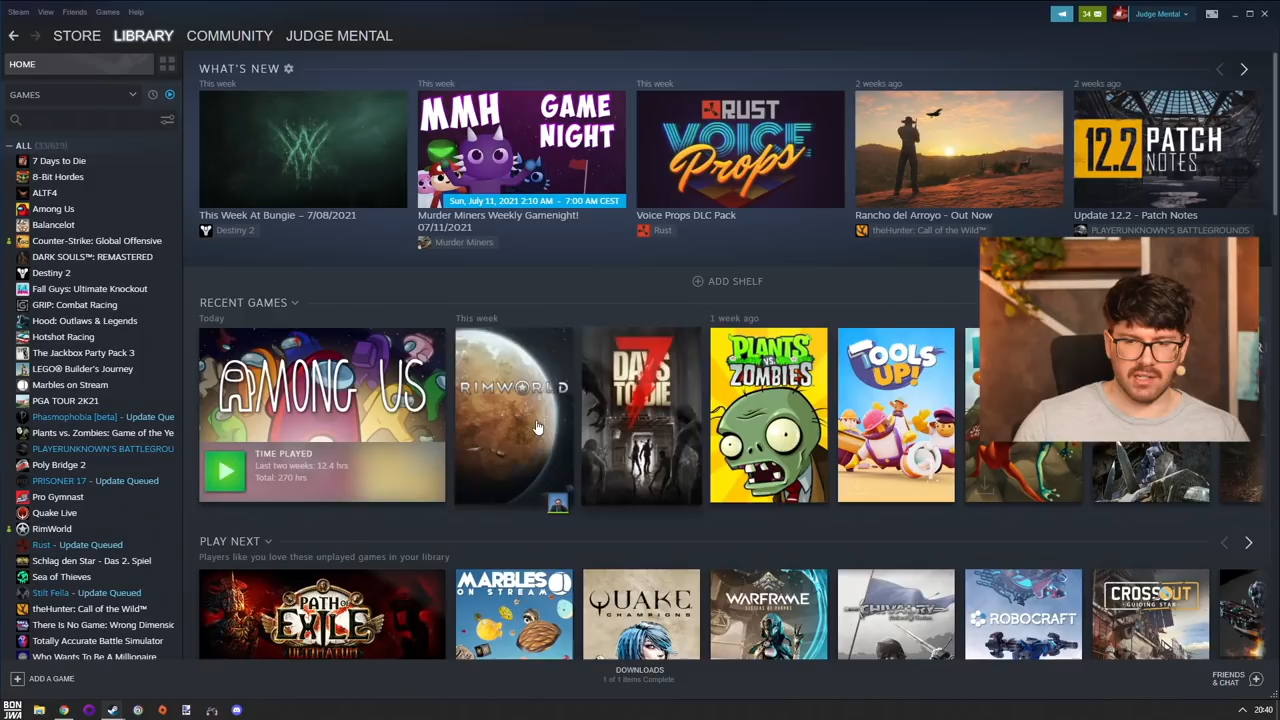 Steam View Friends Games Help
34 Judge Mental
STORE LIBRARY COMMUNITY JUDGE MENTAL
HOME
GAMES
ALL (33/619)
7 Days to Die
8-Bit Hordes
ALTF4
Among Us
Balancelot
Counter-Strike: Global Offensive
DARK SOULS™: REMASTERED
Destiny 2
Fall Guys: Ultimate Knockout
GRIP: Combat Racing
Hood: Outlaws & Legends
Hotshot Racing
The Jackbox Party Pack 3
LEGO® Builder's Journey
Marbles on Stream
PGA TOUR 2K21
Phasmophobia [beta] - Update Que
Plants vs. Zombies: Game of the Ye
PLAYERUNKNOWN'S BATTLEGROU
Poly Bridge 2
PRISONER 17 - Update Queued
Pro Gymnast
Quake Live
RimWorld
Rust - Update Queued
Schlag den Star - Das 2. Spiel
Sea of Thieves
Stilt Fella - Update Queued
theHunter: Call of the Wild™
There Is No Game: Wrong Dimensic
Totally Accurate Battle Simulator
Who Wants To Be A Millionaire
ADD A GAME
WHAT'S NEW
This week
This Week At Bungie – 7/08/2021
Destiny 2
This week
MMH GAME
NIGHT
Sun, July 11, 2021 2:10 AM - 7:00 AM CEST
Murder Miners Weekly Gamenight!
07/11/2021
Murder Miners
This week
RUST
VOICE
Props
Voice Props DLC Pack
Rust
2 weeks ago
Rancho del Arroyo - Out Now
theHunter: Call of the Wild™
2 weeks ago
12.2 PATCH
NOTES
Update 12.2 - Patch Notes
PLAYERUNKNOWN'S BATTLEGROUNDS
ADD SHELF
RECENT GAMES
Today
AMONG US
TIME PLAYED
Last two weeks: 12.4 hrs
Total: 270 hrs
This week
RIMWORLD
7
DAYS
TO DIE
1 week ago
PLANTS
VS.
ZOMBIES
TOOLS
UP!
PLAY NEXT
Players like you love these unplayed games in your library
PATH OF
EXILE
ULTIMATUM
MARBLES
ON STREAM
QUAKE
CHAMPIONS
WARFRAME
CHIVALRY
ROBOCRAFT
CROSSOUT
GUIDING STAR
DOWNLOADS
1 of 1 Items Complete
FRIENDS
& CHAT
BON
JWA
20:40